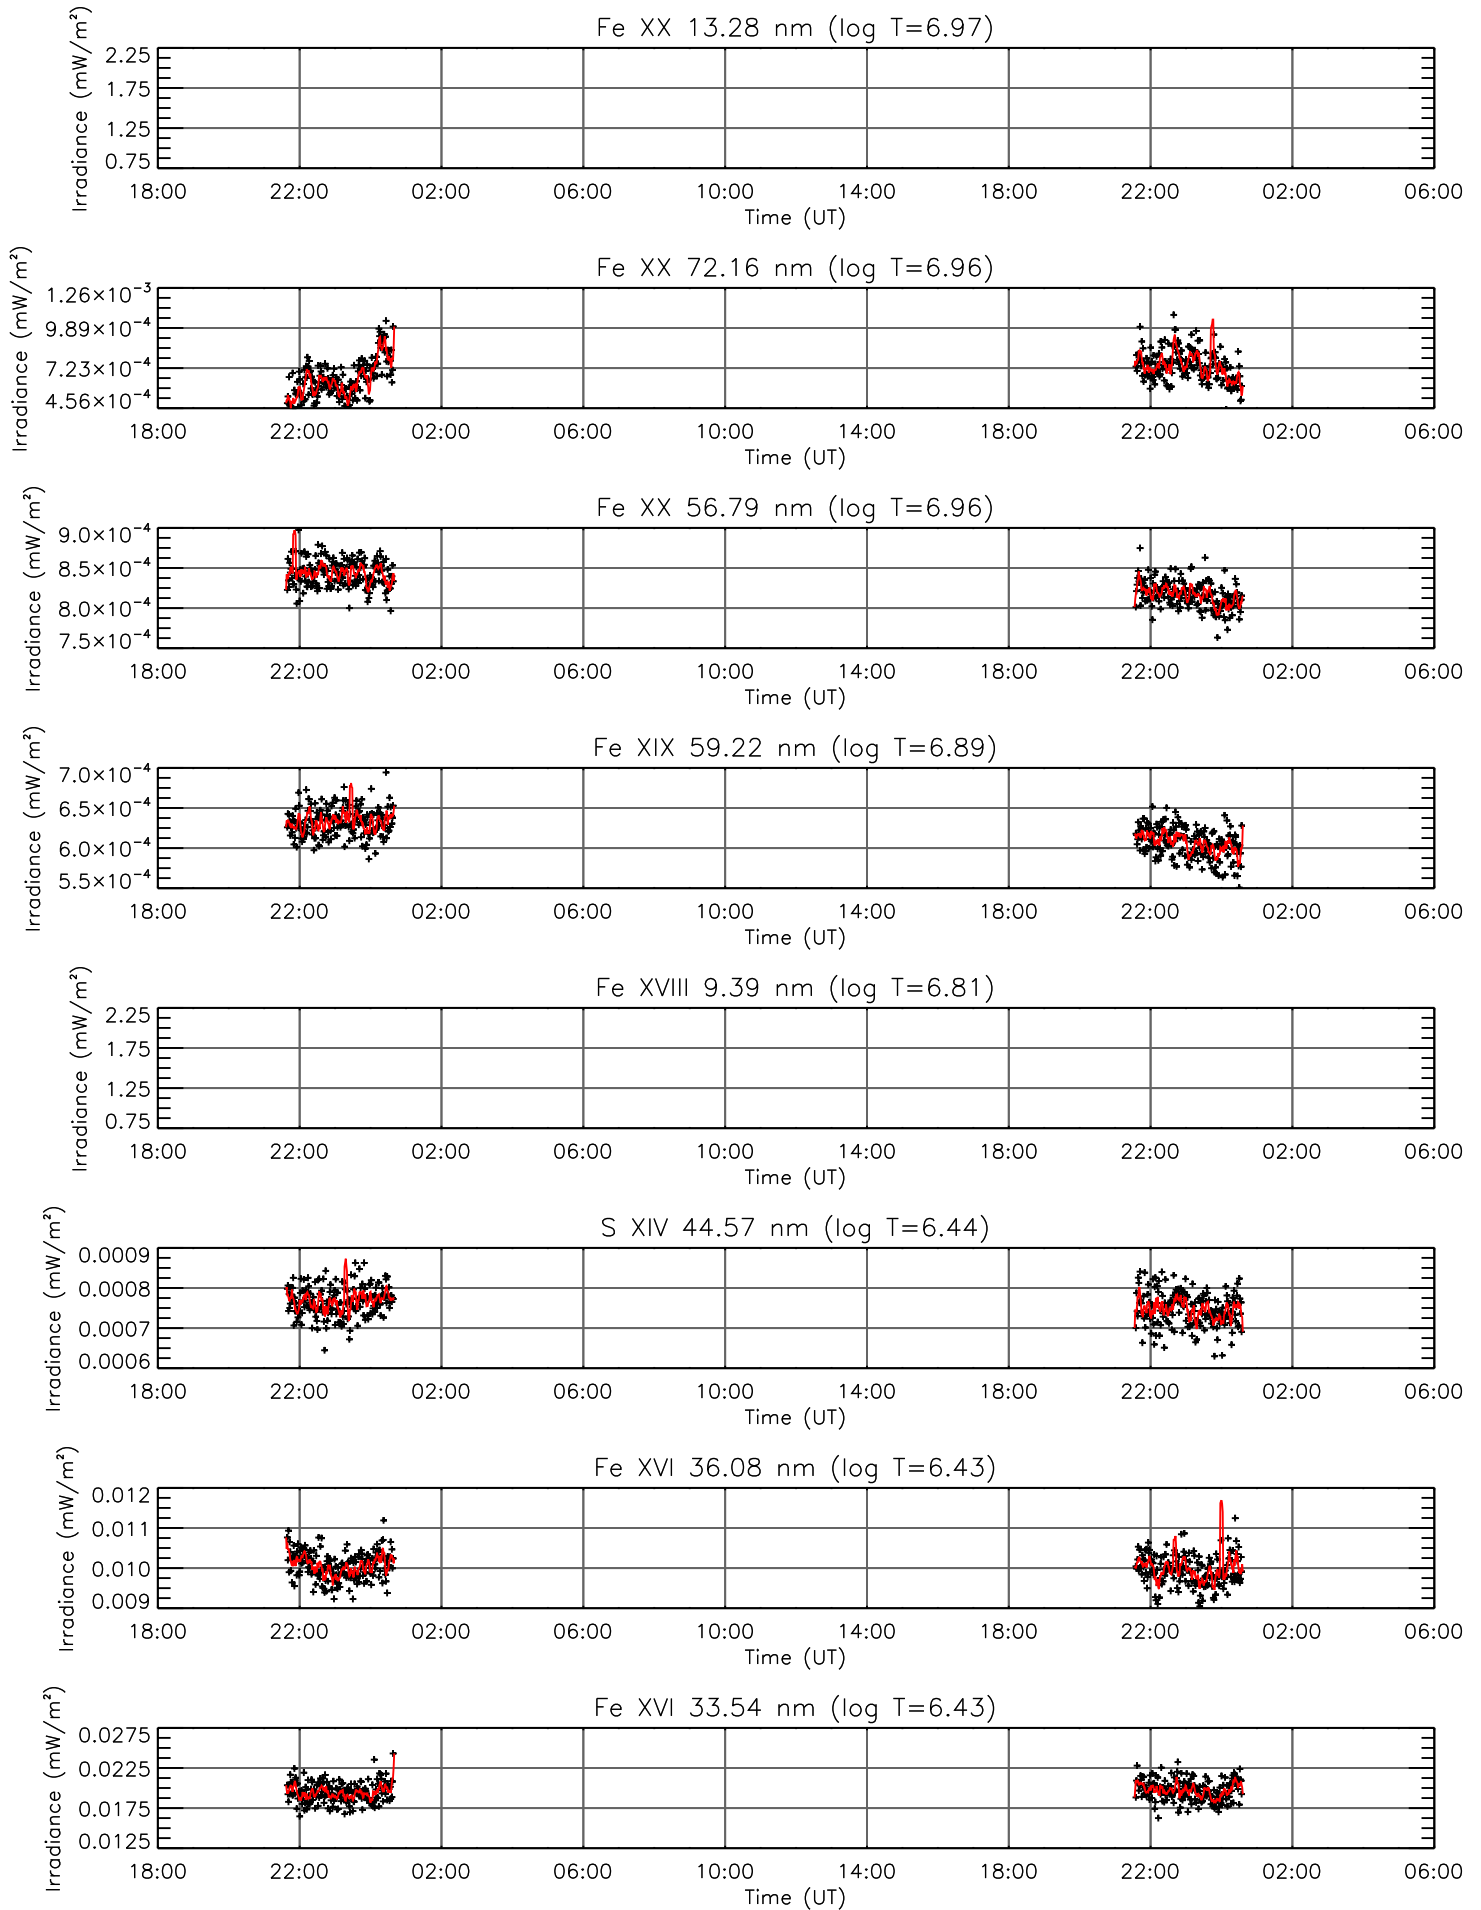 Fe XX 13.28 nm (log T=6.97)
Irradiance (mW/m²)
2.25
1.75
1.25
0.75
18:00 22:00 02:00 06:00 10:00 14:00 18:00 22:00 02:00 06:00
Time (UT)
Fe XX 72.16 nm (log T=6.96)
Irradiance (mW/m²)
1.26×10⁻³
9.89×10⁻⁴
7.23×10⁻⁴
4.56×10⁻⁴
18:00 22:00 02:00 06:00 10:00 14:00 18:00 22:00 02:00 06:00
Time (UT)
Fe XX 56.79 nm (log T=6.96)
Irradiance (mW/m²)
9.0×10⁻⁴
8.5×10⁻⁴
8.0×10⁻⁴
7.5×10⁻⁴
18:00 22:00 02:00 06:00 10:00 14:00 18:00 22:00 02:00 06:00
Time (UT)
Fe XIX 59.22 nm (log T=6.89)
Irradiance (mW/m²)
7.0×10⁻⁴
6.5×10⁻⁴
6.0×10⁻⁴
5.5×10⁻⁴
18:00 22:00 02:00 06:00 10:00 14:00 18:00 22:00 02:00 06:00
Time (UT)
Fe XVIII 9.39 nm (log T=6.81)
Irradiance (mW/m²)
2.25
1.75
1.25
0.75
18:00 22:00 02:00 06:00 10:00 14:00 18:00 22:00 02:00 06:00
Time (UT)
S XIV 44.57 nm (log T=6.44)
Irradiance (mW/m²)
0.0009
0.0008
0.0007
0.0006
18:00 22:00 02:00 06:00 10:00 14:00 18:00 22:00 02:00 06:00
Time (UT)
Fe XVI 36.08 nm (log T=6.43)
Irradiance (mW/m²)
0.012
0.011
0.010
0.009
18:00 22:00 02:00 06:00 10:00 14:00 18:00 22:00 02:00 06:00
Time (UT)
Fe XVI 33.54 nm (log T=6.43)
Irradiance (mW/m²)
0.0275
0.0225
0.0175
0.0125
18:00 22:00 02:00 06:00 10:00 14:00 18:00 22:00 02:00 06:00
Time (UT)